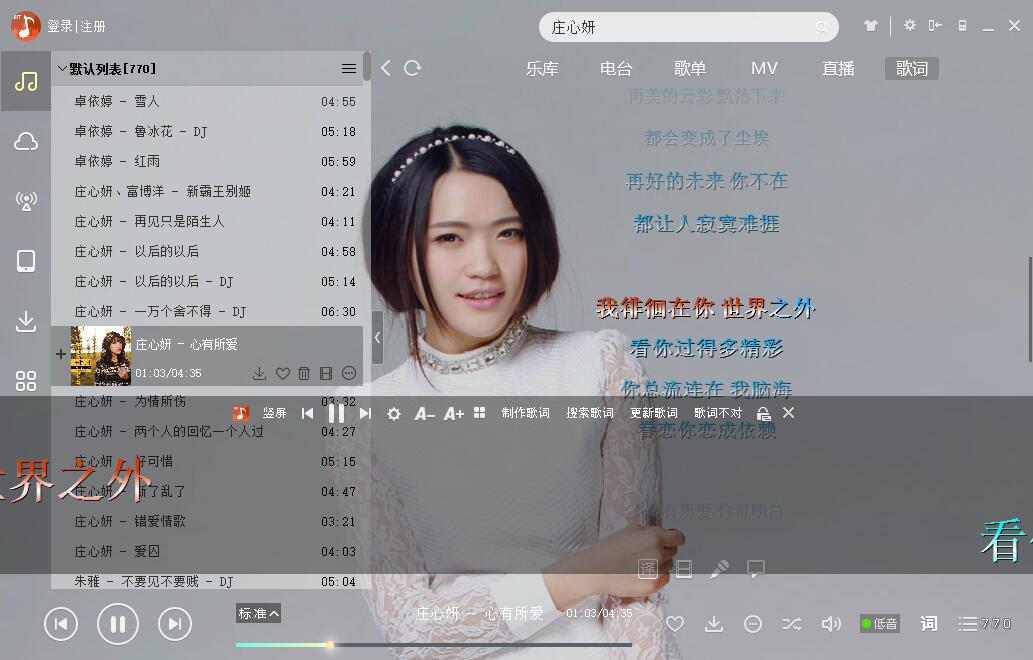 登录|注册
庄心妍
默认列表[770]
乐库 电台 歌单 MV 直播 歌词
卓依婷 - 雪人 04:55
卓依婷 - 鲁冰花 - DJ 05:18
卓依婷 - 红雨 05:59
庄心妍、富博洋 - 新霸王别姬 04:21
庄心妍 - 再见只是陌生人 04:11
庄心妍 - 以后的以后 04:58
庄心妍 - 以后的以后 - DJ 05:14
庄心妍 - 一万个舍不得 - DJ 06:30
庄心妍 - 心有所爱
01:03/04:35
庄心妍 - 为情所伤 03:32
庄心妍 - 两个人的回忆一个人过 04:27
庄心妍 - 好可惜 05:15
庄心妍 - 断了乱了 04:47
庄心妍 - 错爱情歌 03:21
庄心妍 - 爱囚 04:03
朱雅 - 不要见不要贱 - DJ 05:04
再美的云彩 飘落下来
都会变成了尘埃
再好的未来 你不在
都让人寂寞难捱
我徘徊在你 世界之外
看你过得多精彩
你总流连在 我脑海
眷恋你恋成依赖
有所爱 你可明白
竖屏 A- A+ 制作歌词 搜索歌词 更新歌词 歌词不对
世界之外
看
译
标准
庄心妍 - 心有所爱 01:03/04:35
低音 词 770